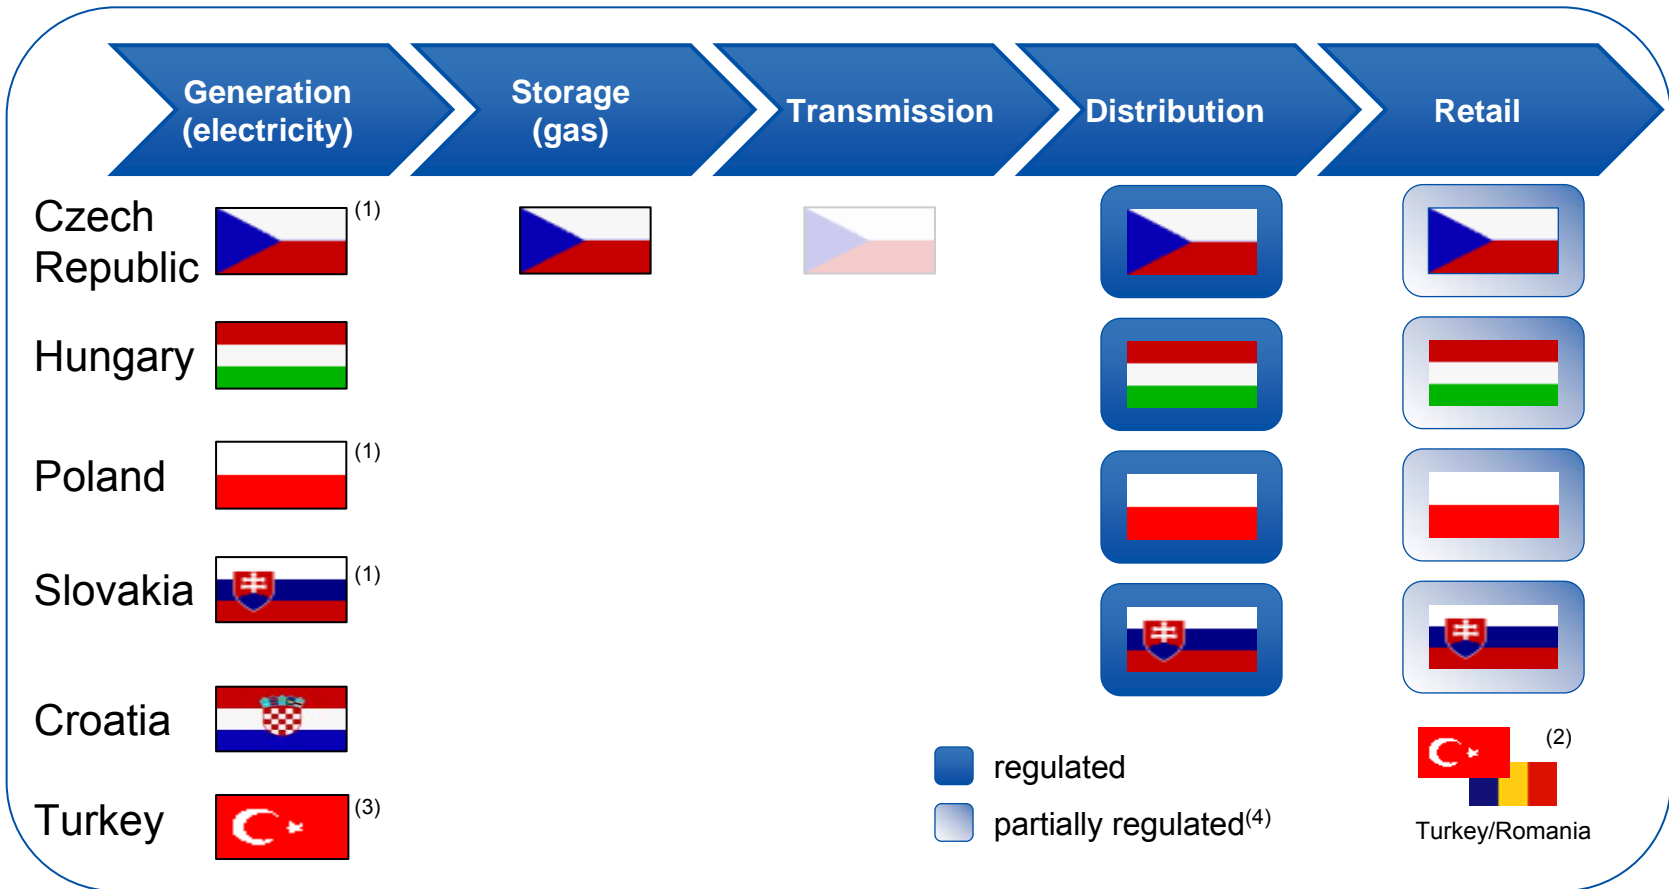 Generation
(electricity)
Storage
(gas)
Transmission
Distribution
Retail
Czech
Republic
(1)
Hungary
Poland
(1)
Slovakia
(1)
Croatia
Turkey
(3)
regulated
partially regulated(4)
(2)
Turkey/Romania